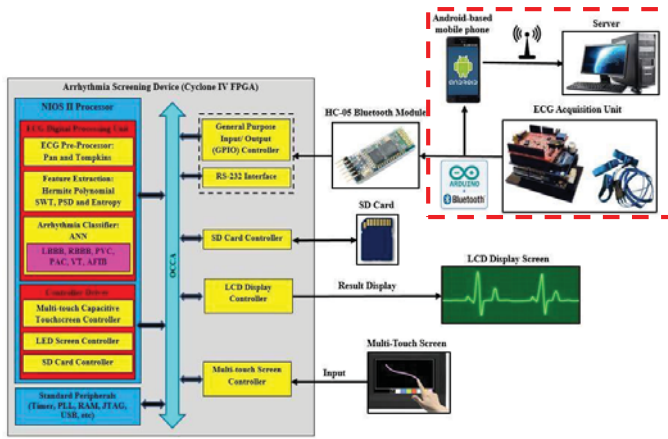 Android-based
mobile phone
Server
ANDROID
Arrhythmia Screening Device (Cyclone IV FPGA)
NIOS II Processor
ECG Digital Processing Unit
ECG Pre-Processor:
Pan and Tompkins
Feature Extraction:
Hermite Polynomial
SWT, PSD and Entropy
Arrhythmia Classifier:
ANN
LBBB, RBBB, PVC,
PAC, VT, AFIB
Controller Driver
Multi-touch Capacitive
Touchscreen Controller
LED Screen Controller
SD Card Controller
Standard Peripherals
(Timer, PLL, RAM, JTAG,
USR, etc)
OCCA
General Purpose
Input/ Output
(GPIO) Controller
RS-232 Interface
SD Card Controller
LCD Display
Controller
Multi-touch Screen
Controller
HC-05 Bluetooth Module
ECG Acquisition Unit
ARDUINO
+
Bluetooth
SD Card
Result Display
LCD Display Screen
Multi-Touch Screen
Input